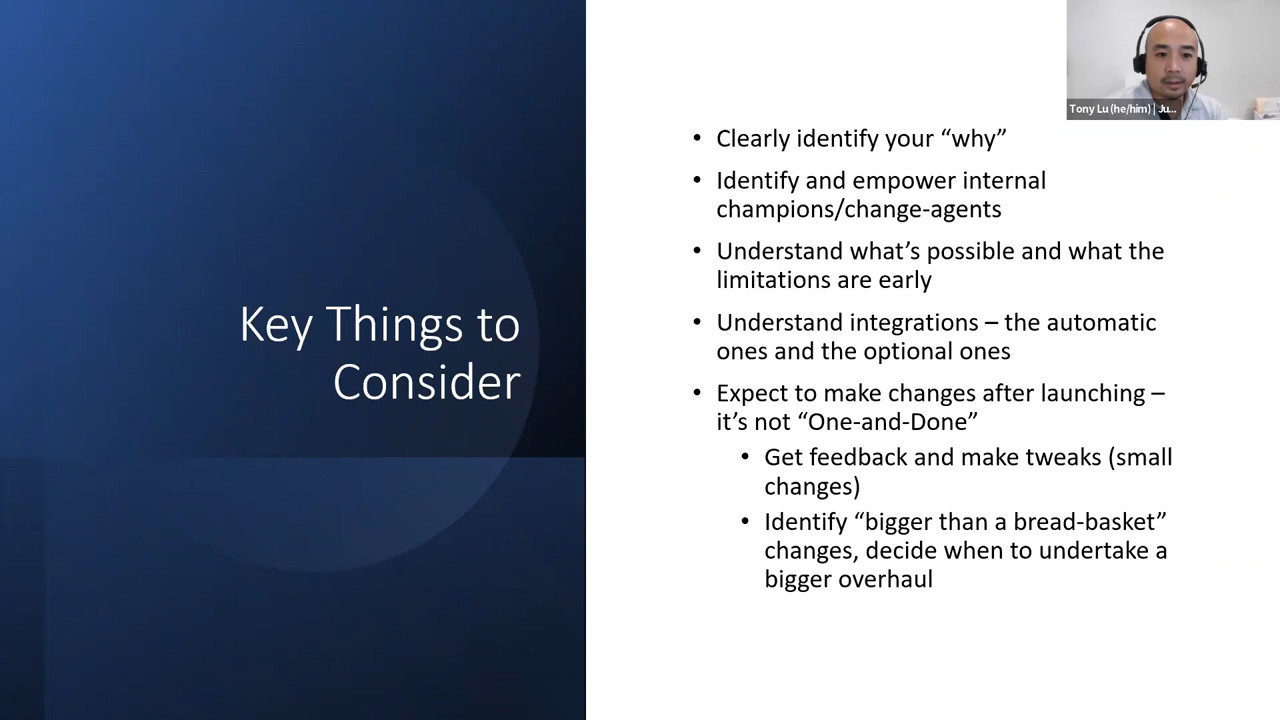 Tony Lu (he/him) | Ju...
Key Things to
Consider
• Clearly identify your “why”
• Identify and empower internal
champions/change-agents
• Understand what’s possible and what the
limitations are early
• Understand integrations – the automatic
ones and the optional ones
• Expect to make changes after launching –
it’s not “One-and-Done”
• Get feedback and make tweaks (small
changes)
• Identify “bigger than a bread-basket”
changes, decide when to undertake a
bigger overhaul